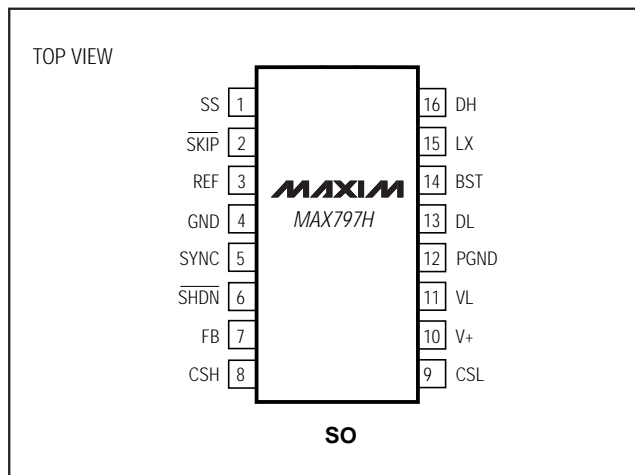 TOP VIEW
SS 1
SKIP 2
REF 3
GND 4
SYNC 5
SHDN 6
FB 7
CSH 8
MAXIM
MAX797H
16 DH
15 LX
14 BST
13 DL
12 PGND
11 VL
10 V+
9 CSL
SO